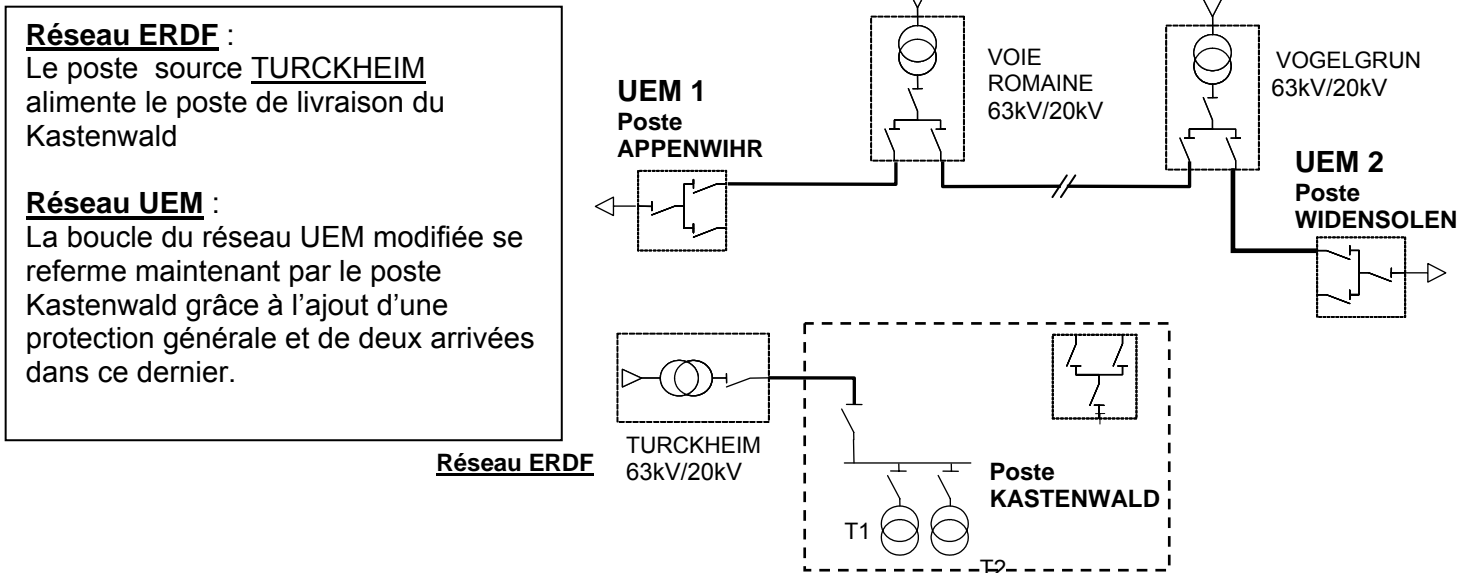 Réseau ERDF :
Le poste source TURCKHEIM
alimente le poste de livraison du
Kastenwald
Réseau UEM :
La boucle du réseau UEM modifiée se
referme maintenant par le poste
Kastenwald grâce à l'ajout d'une
protection générale et de deux arrivées
dans ce dernier.
UEM 1
Poste
APPENWIHR
VOIE
ROMAINE
63kV/20kV
VOGELGRUN
63kV/20kV
UEM 2
Poste
WIDENSOLEN
Réseau ERDF
TURCKHEIM
63kV/20kV
Poste
KASTENWALD
T1
T2